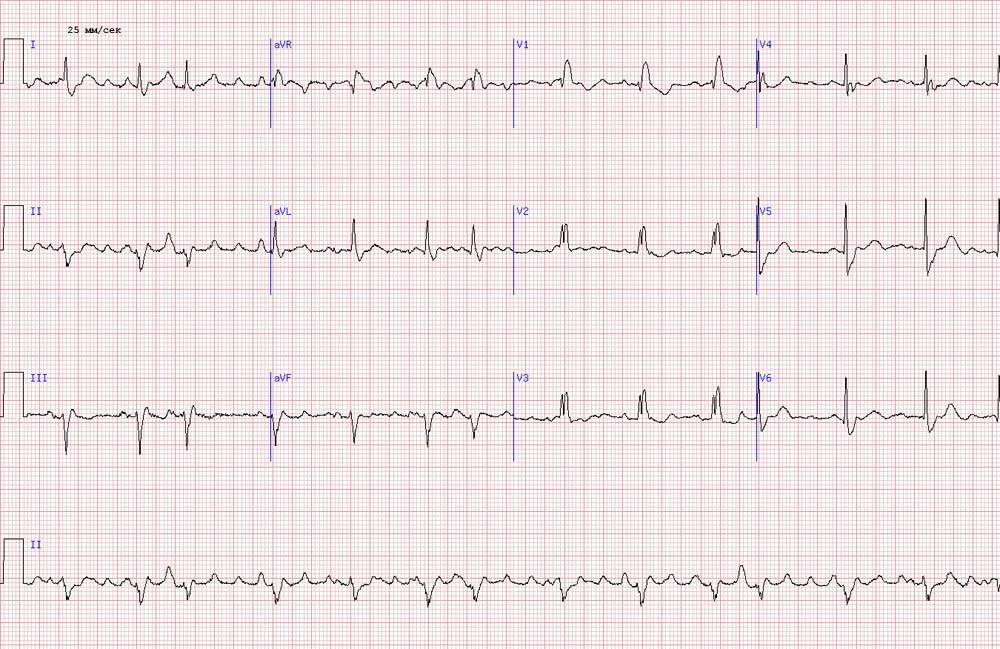 25 мм/сек
I aVR V1 V4
II aVL V2 V5
III aVF V3 V6
II